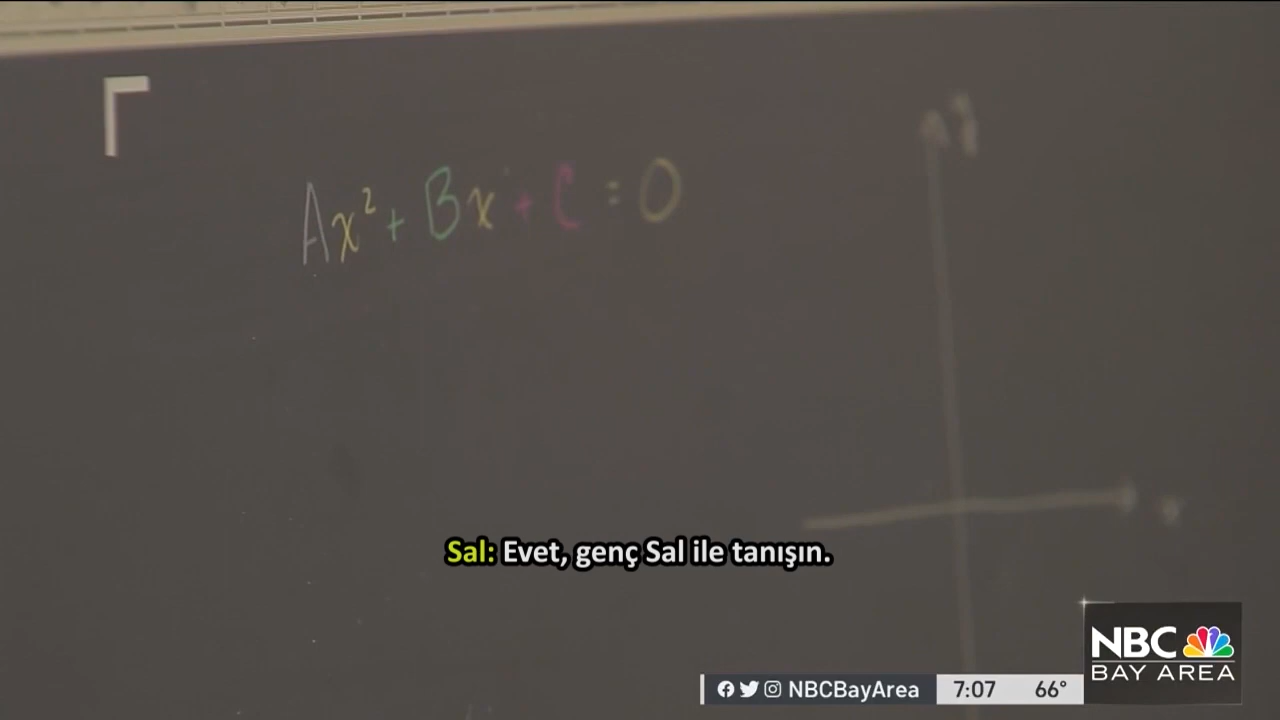 Ax² + Bx + C = 0
Sal: Evet, genç Sal ile tanışın.
NBCBayArea
7:07 66°
NBC
BAY AREA